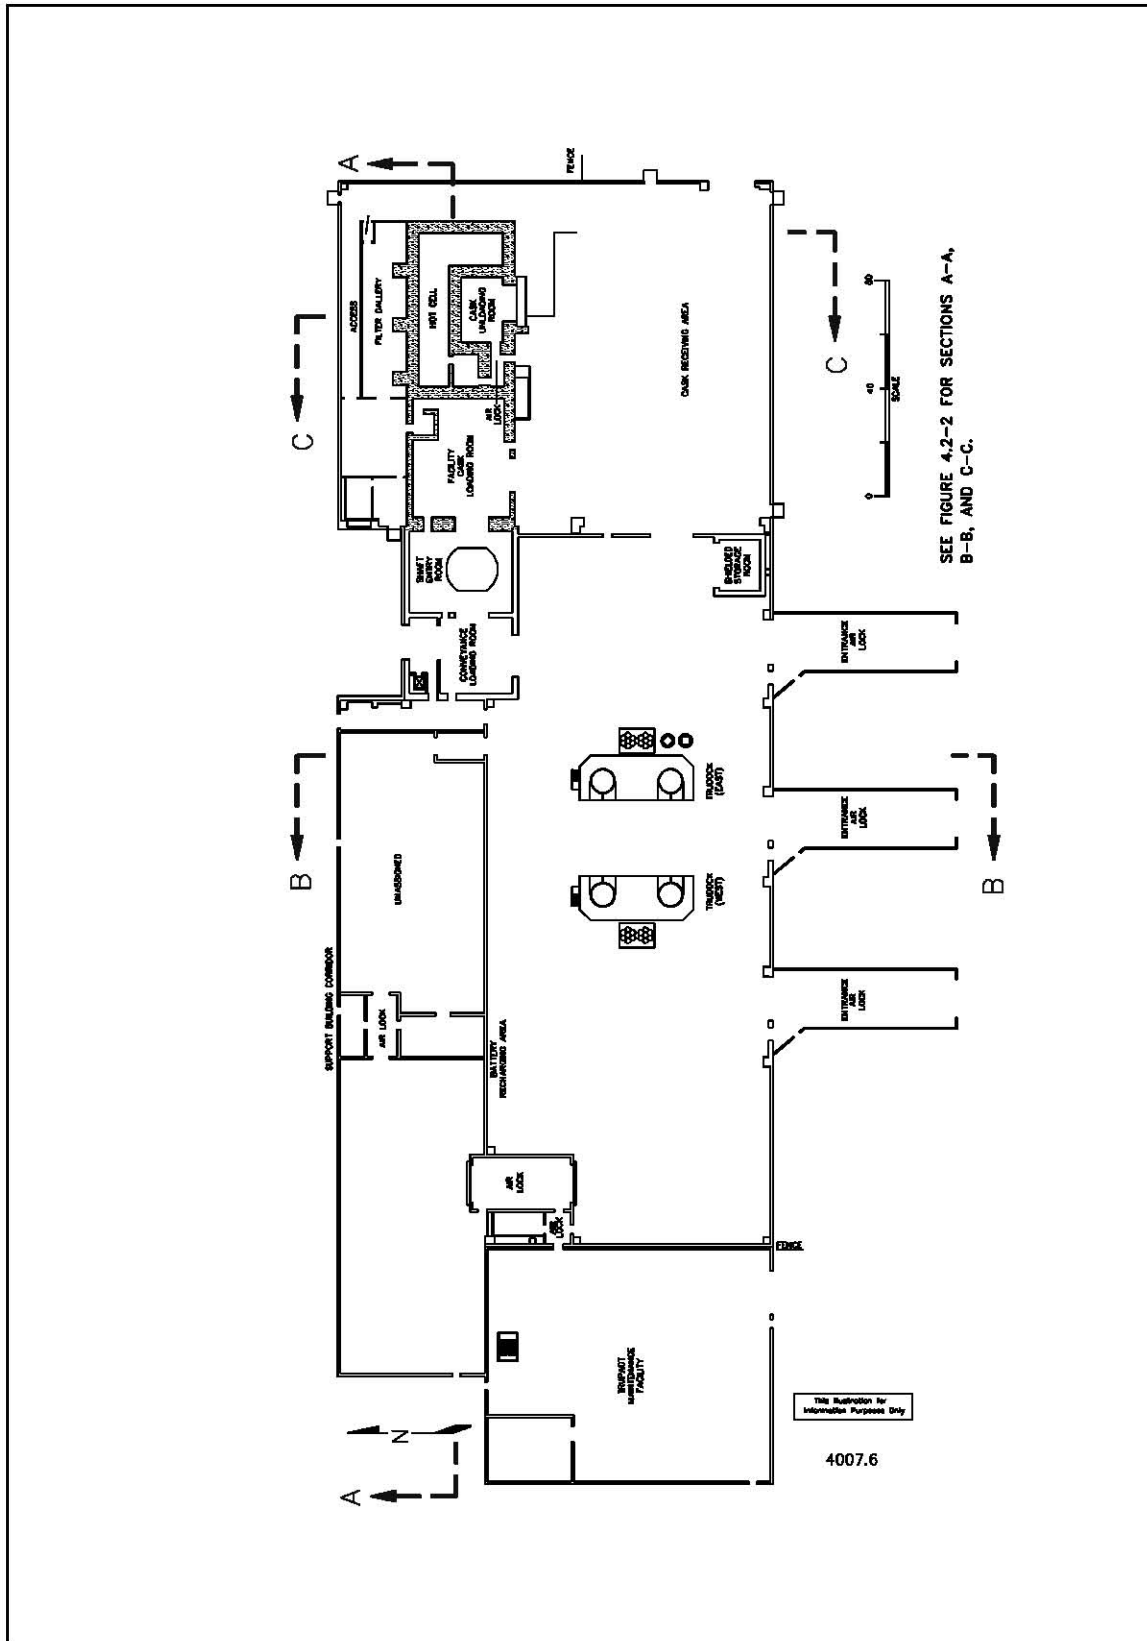 A
FENCE
ACCESS
FILTER GALLERY
HOT CELL
CASK
UNLOADING
ROOM
C
AIR
LOCK
FACILITY
CASK
LOADING ROOM
CASK RECEIVING AREA
C
0
40
80
SCALE
SEE FIGURE 4.2-2 FOR SECTIONS A-A,
B-B, AND C-C.
SHAFT
ENTRY
ROOM
SHIELDED
STORAGE
ROOM
CONVEYANCE
LOADING ROOM
ENTRANCE
AIR
LOCK
B
UNASSIGNED
TRUDOCK
(EAST)
ENTRANCE
AIR
LOCK
B
TRUDOCK
(WEST)
SUPPORT BUILDING CORRIDOR
AIR LOCK
BATTERY
RECHARGING AREA
ENTRANCE
AIR
LOCK
AIR
LOCK
AIR
LOCK
FENCE
TRUPACT
MAINTENANCE
FACILITY
N
A
This Illustration for
Information Purposes Only
4007.6